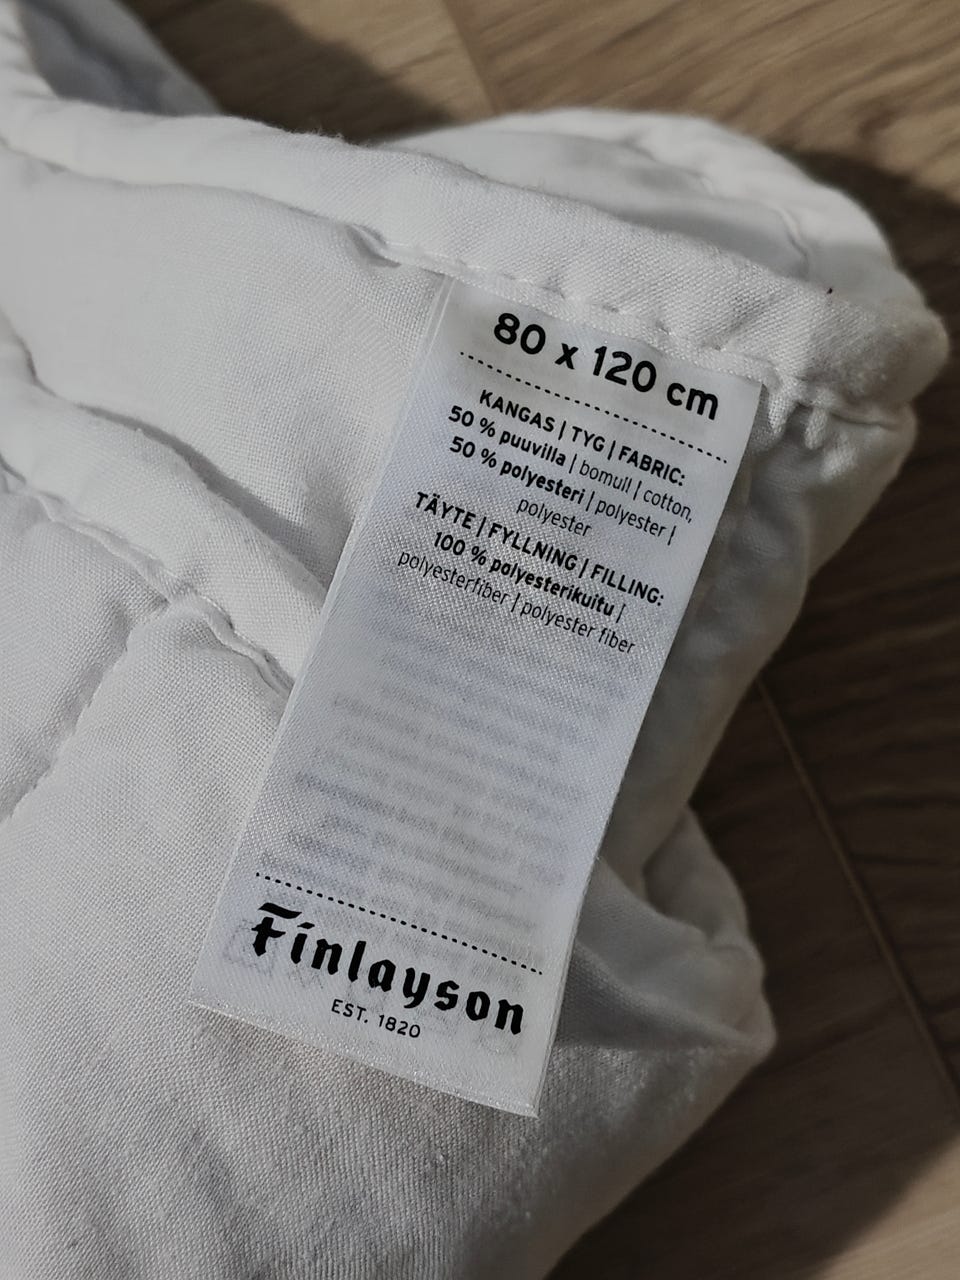 80 x 120 cm
KANGAS | TYG | FABRIC:
50 % puuvilla | bomull | cotton,
50 % polyesteri | polyester |
polyester
TÄYTE | FYLLNING | FILLING:
100 % polyesterikuitu |
polyesterfiber | polyester fiber
Finlayson
EST. 1820